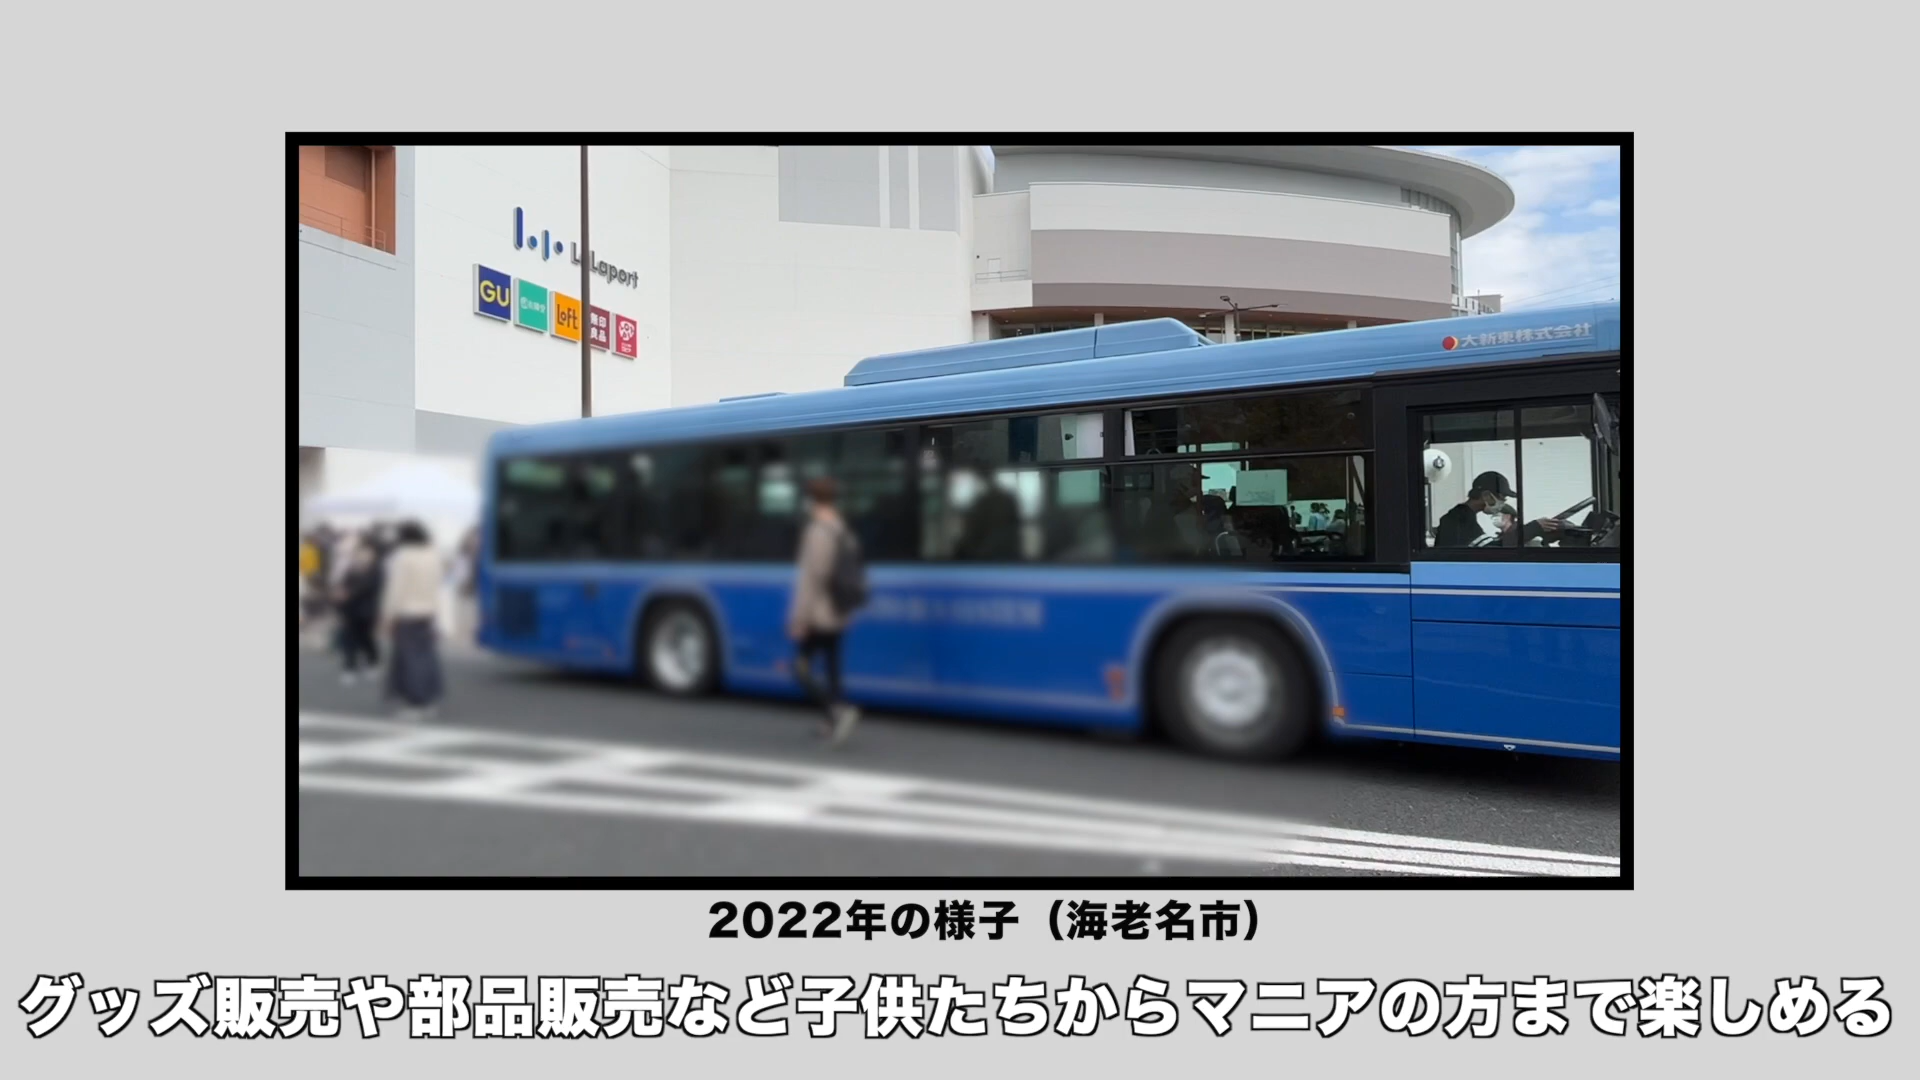 LaLaport
GU
Loft
無印
良品
大新東株式会社
2022年の様子（海老名市）
グッズ販売や部品販売など子供たちからマニアの方まで楽しめる